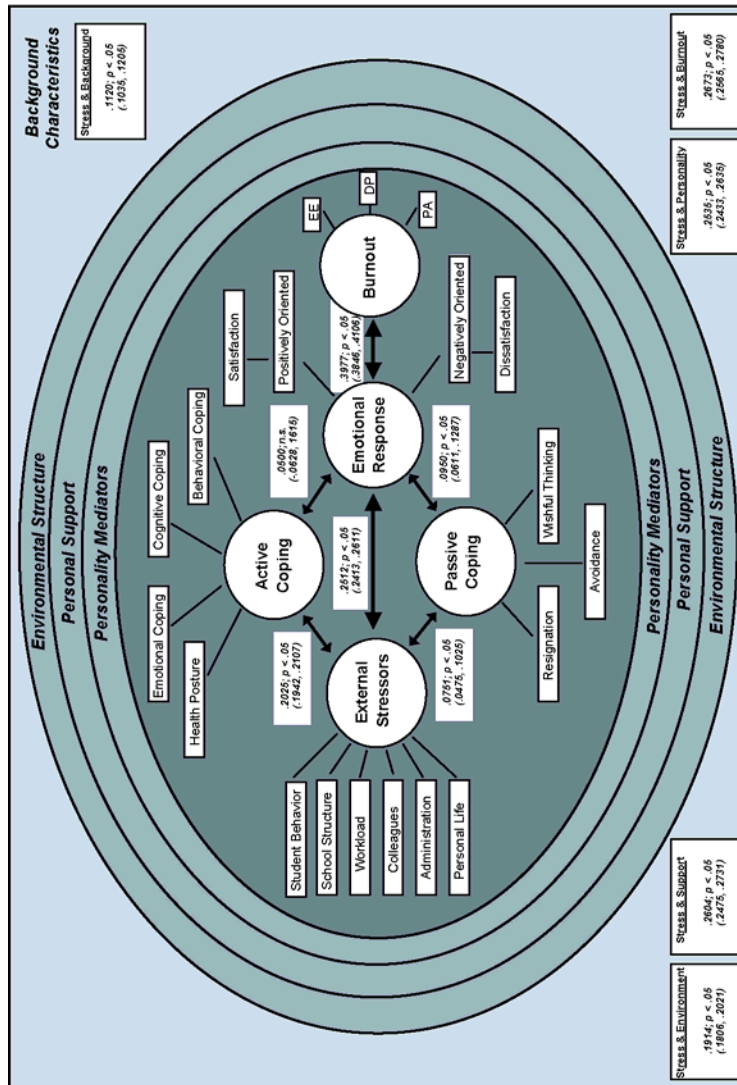 Background
Characteristics
Stress & Background
.1120; p < .05
(.1035, .1205)
Environmental Structure
Personal Support
Personality Mediators
Emotional Coping
Cognitive Coping
Behavioral Coping
Health Posture
Satisfaction
Positively Oriented
Active
Coping
.0500; n.s.
(-.0628, .1615)
.2025; p < .05
(.1942, .2107)
.2512; p < .05
(.2413, .2611)
.3977; p < .05
(.3846, .4106)
Student Behavior
School Structure
Workload
Colleagues
Administration
Personal Life
External
Stressors
Emotional
Response
Burnout
EE
DP
PA
.0751; p < .05
(.0475, .1025)
.0950; p < .05
(.0611, .1287)
Passive
Coping
Negatively Oriented
Dissatisfaction
Resignation
Avoidance
Wishful Thinking
Personality Mediators
Personal Support
Environmental Structure
Stress & Environment
.1914; p < .05
(.1806, .2021)
Stress & Support
.2604; p < .05
(.2475, .2731)
Stress & Personality
.2535; p < .05
(.2433, .2635)
Stress & Burnout
.2673; p < .05
(.2565, .2780)